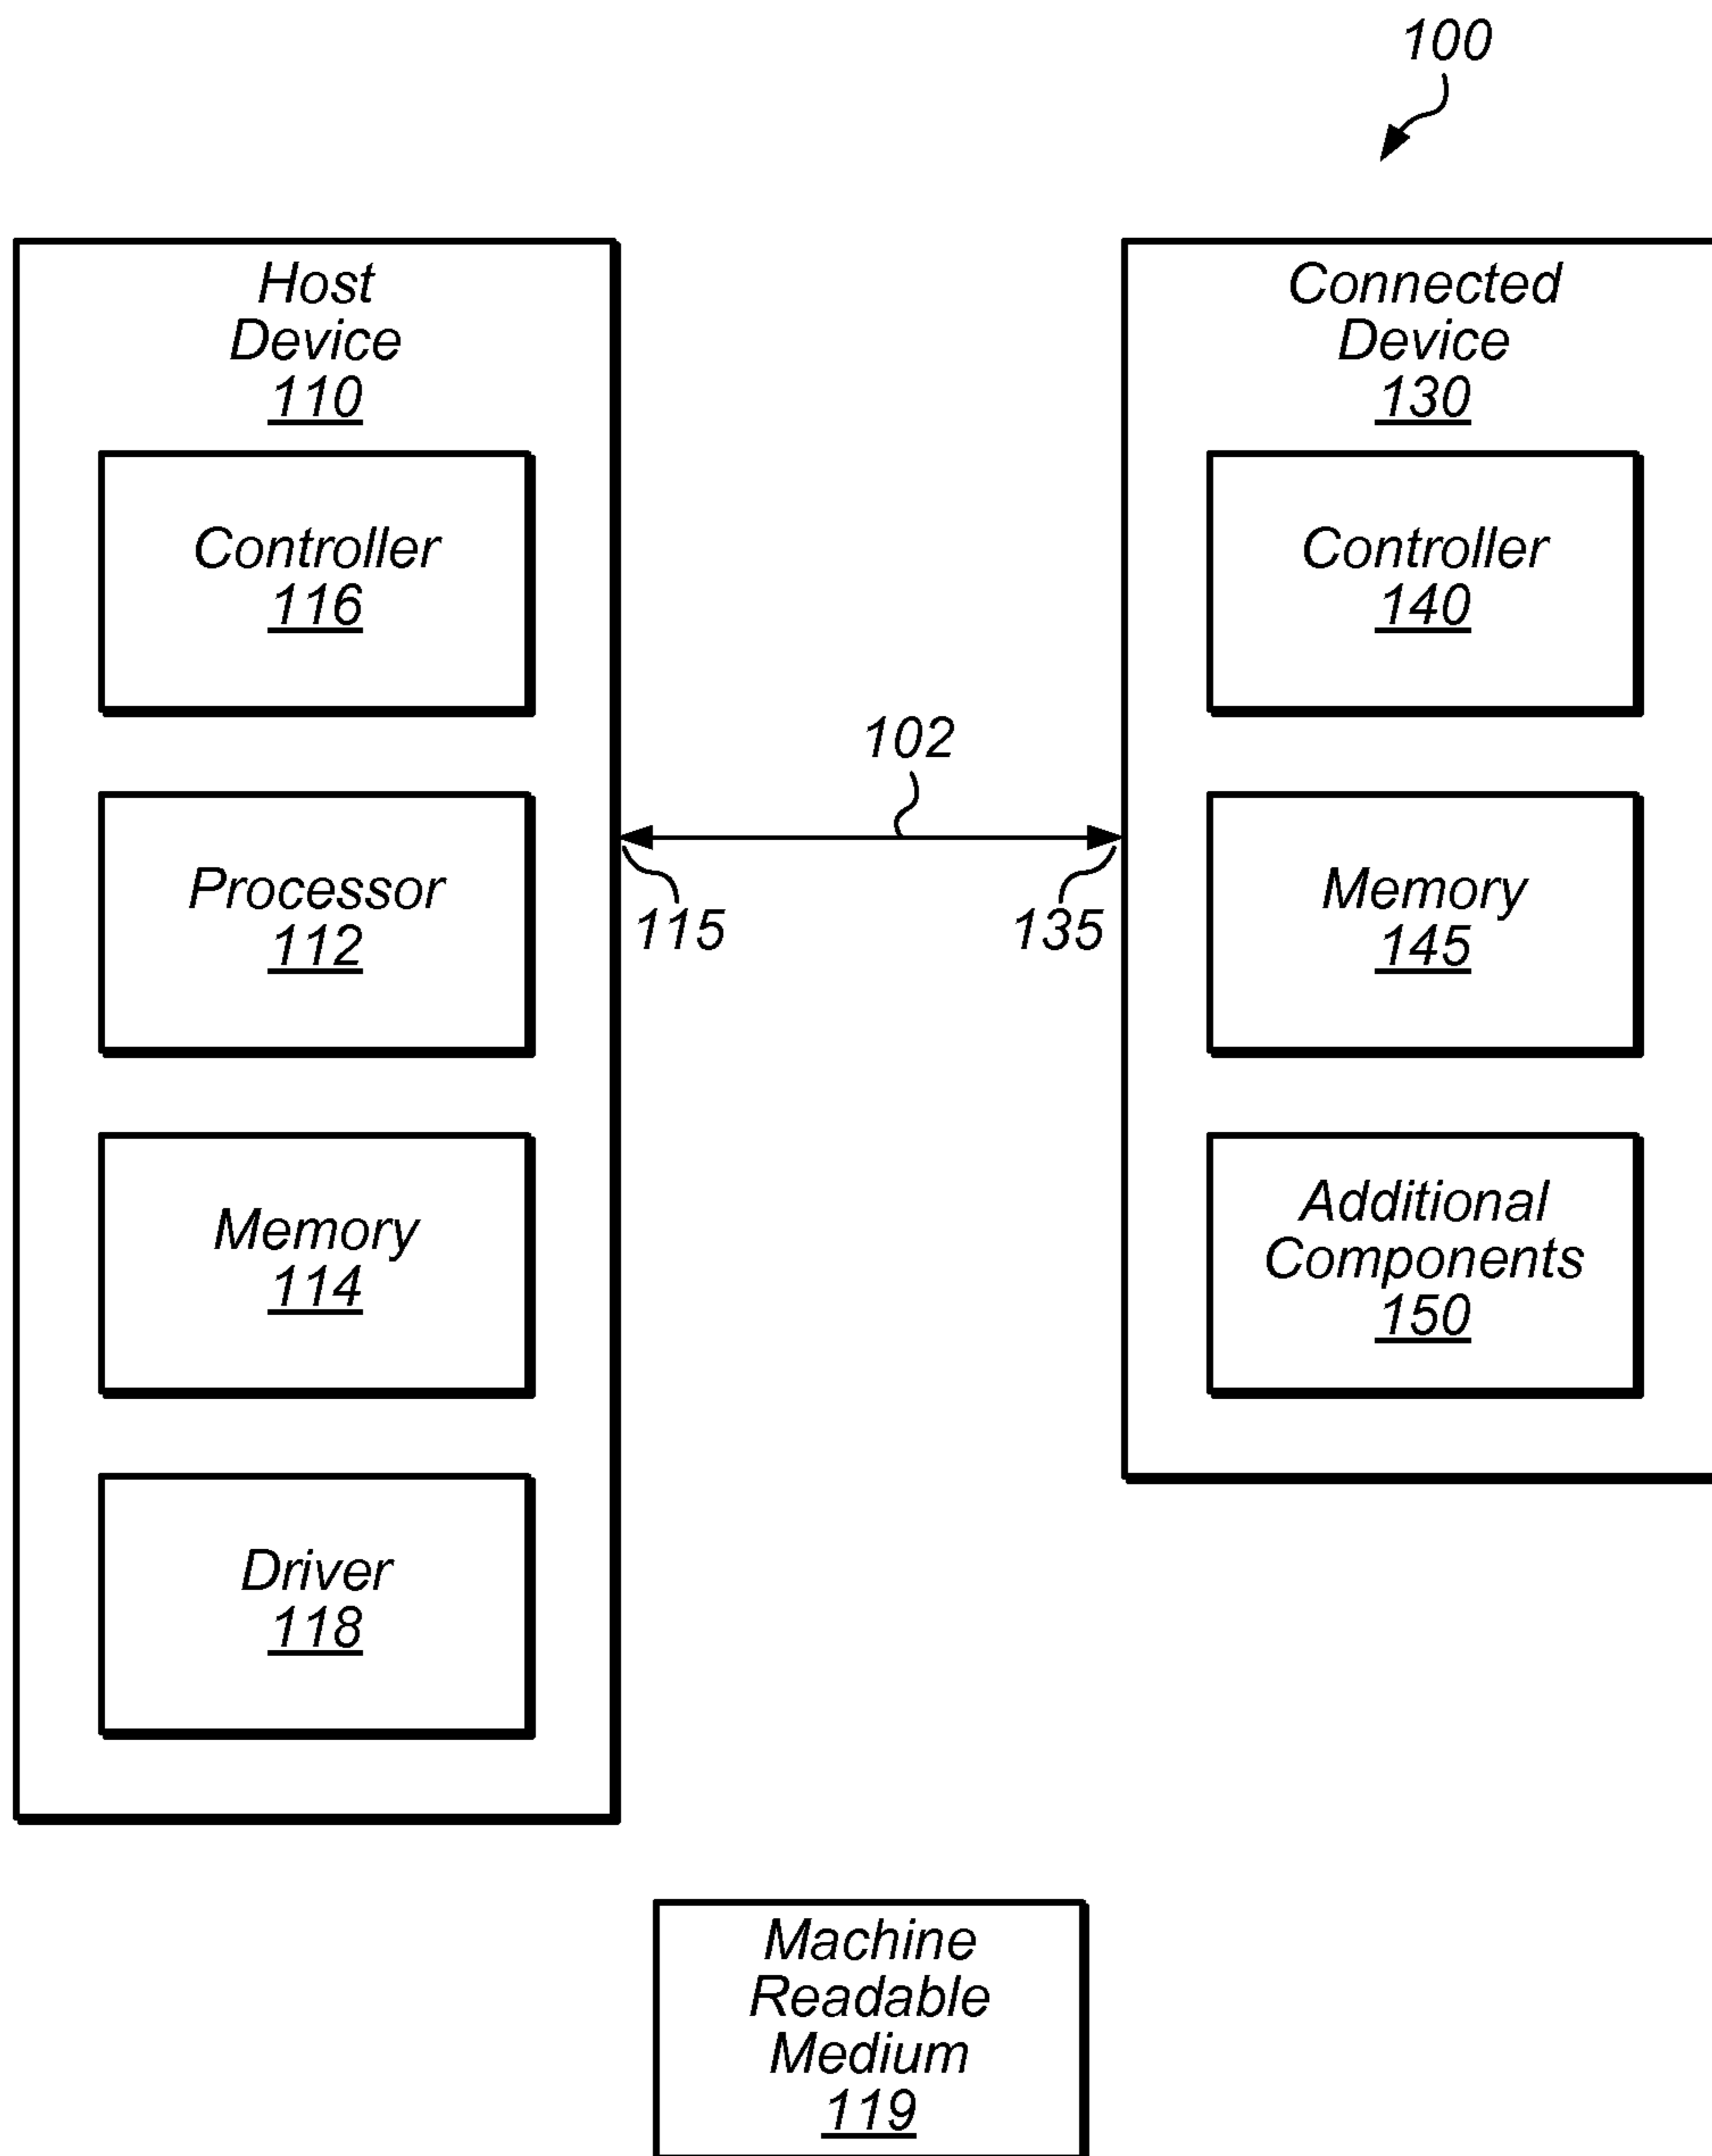 100
Host
Device
110
Controller
116
Processor
112
Memory
114
Driver
118
102
115
135
Connected
Device
130
Controller
140
Memory
145
Additional
Components
150
Machine
Readable
Medium
119